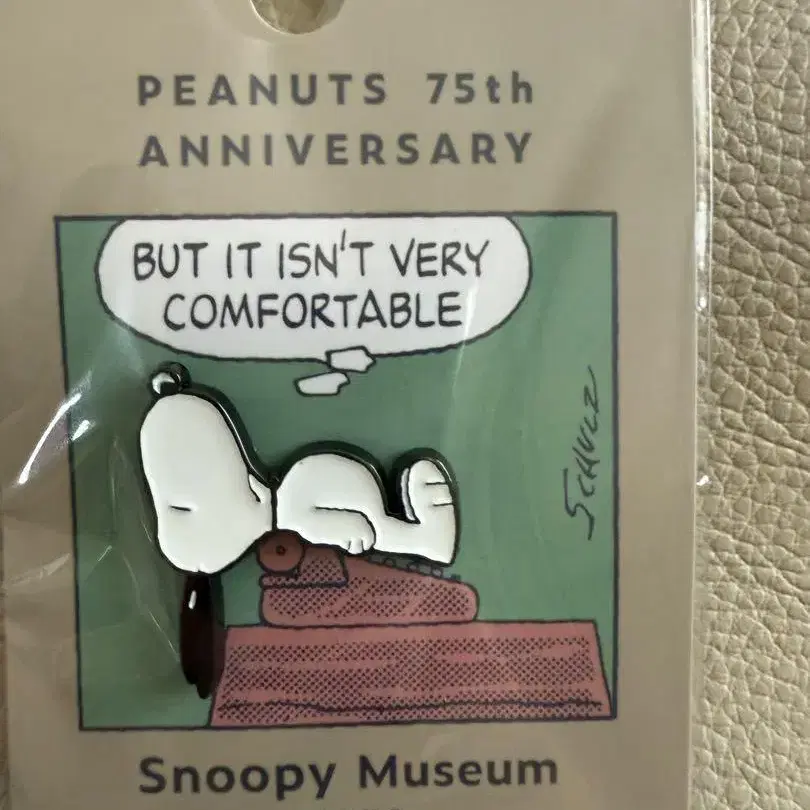 PEANUTS 75th
ANNIVERSARY
BUT IT ISN'T VERY
COMFORTABLE
SCHULZ
Snoopy Museum